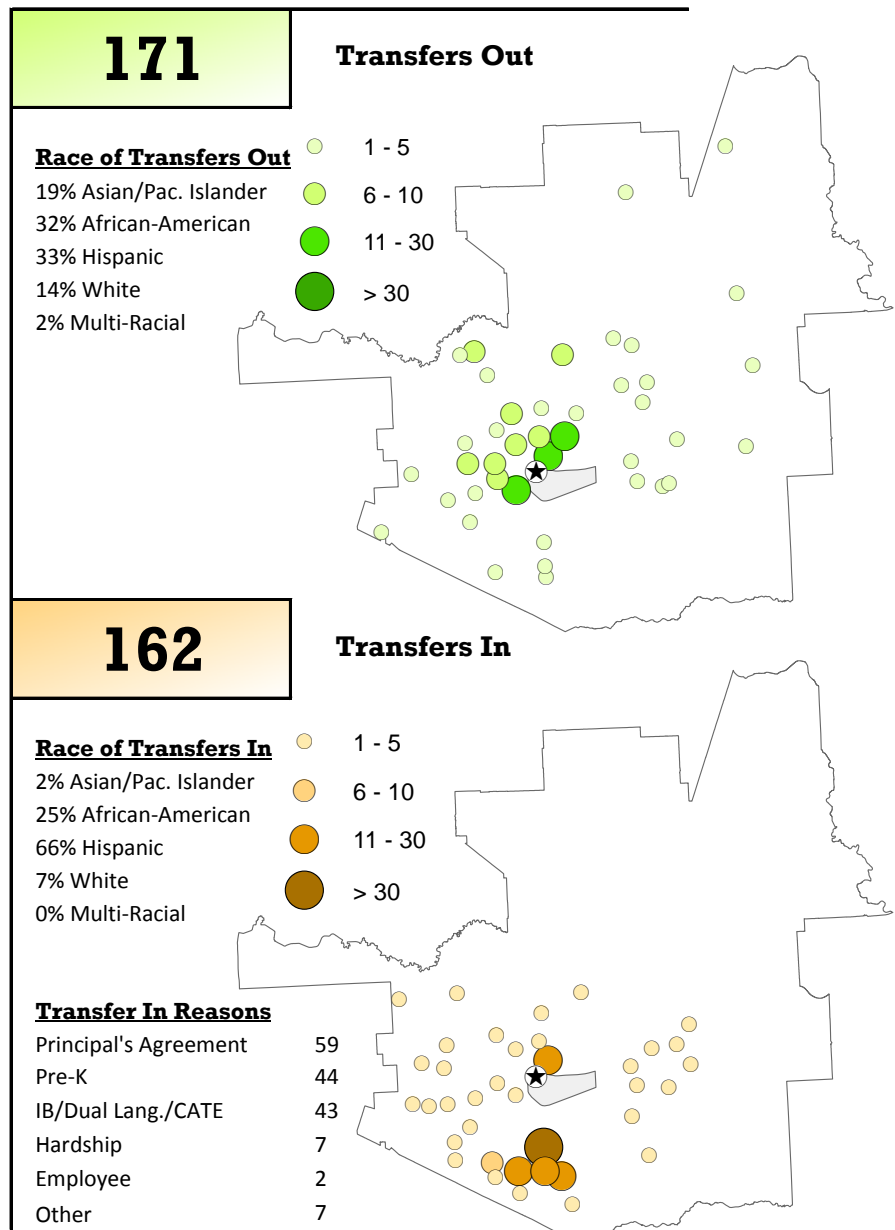 171
Transfers Out
Race of Transfers Out
19% Asian/Pac. Islander
32% African-American
33% Hispanic
14% White
2% Multi-Racial
1 - 5
6 - 10
11 - 30
> 30
162
Transfers In
Race of Transfers In
2% Asian/Pac. Islander
25% African-American
66% Hispanic
7% White
0% Multi-Racial
1 - 5
6 - 10
11 - 30
> 30
Transfer In Reasons
Principal's Agreement 59
Pre-K 44
IB/Dual Lang./CATE 43
Hardship 7
Employee 2
Other 7